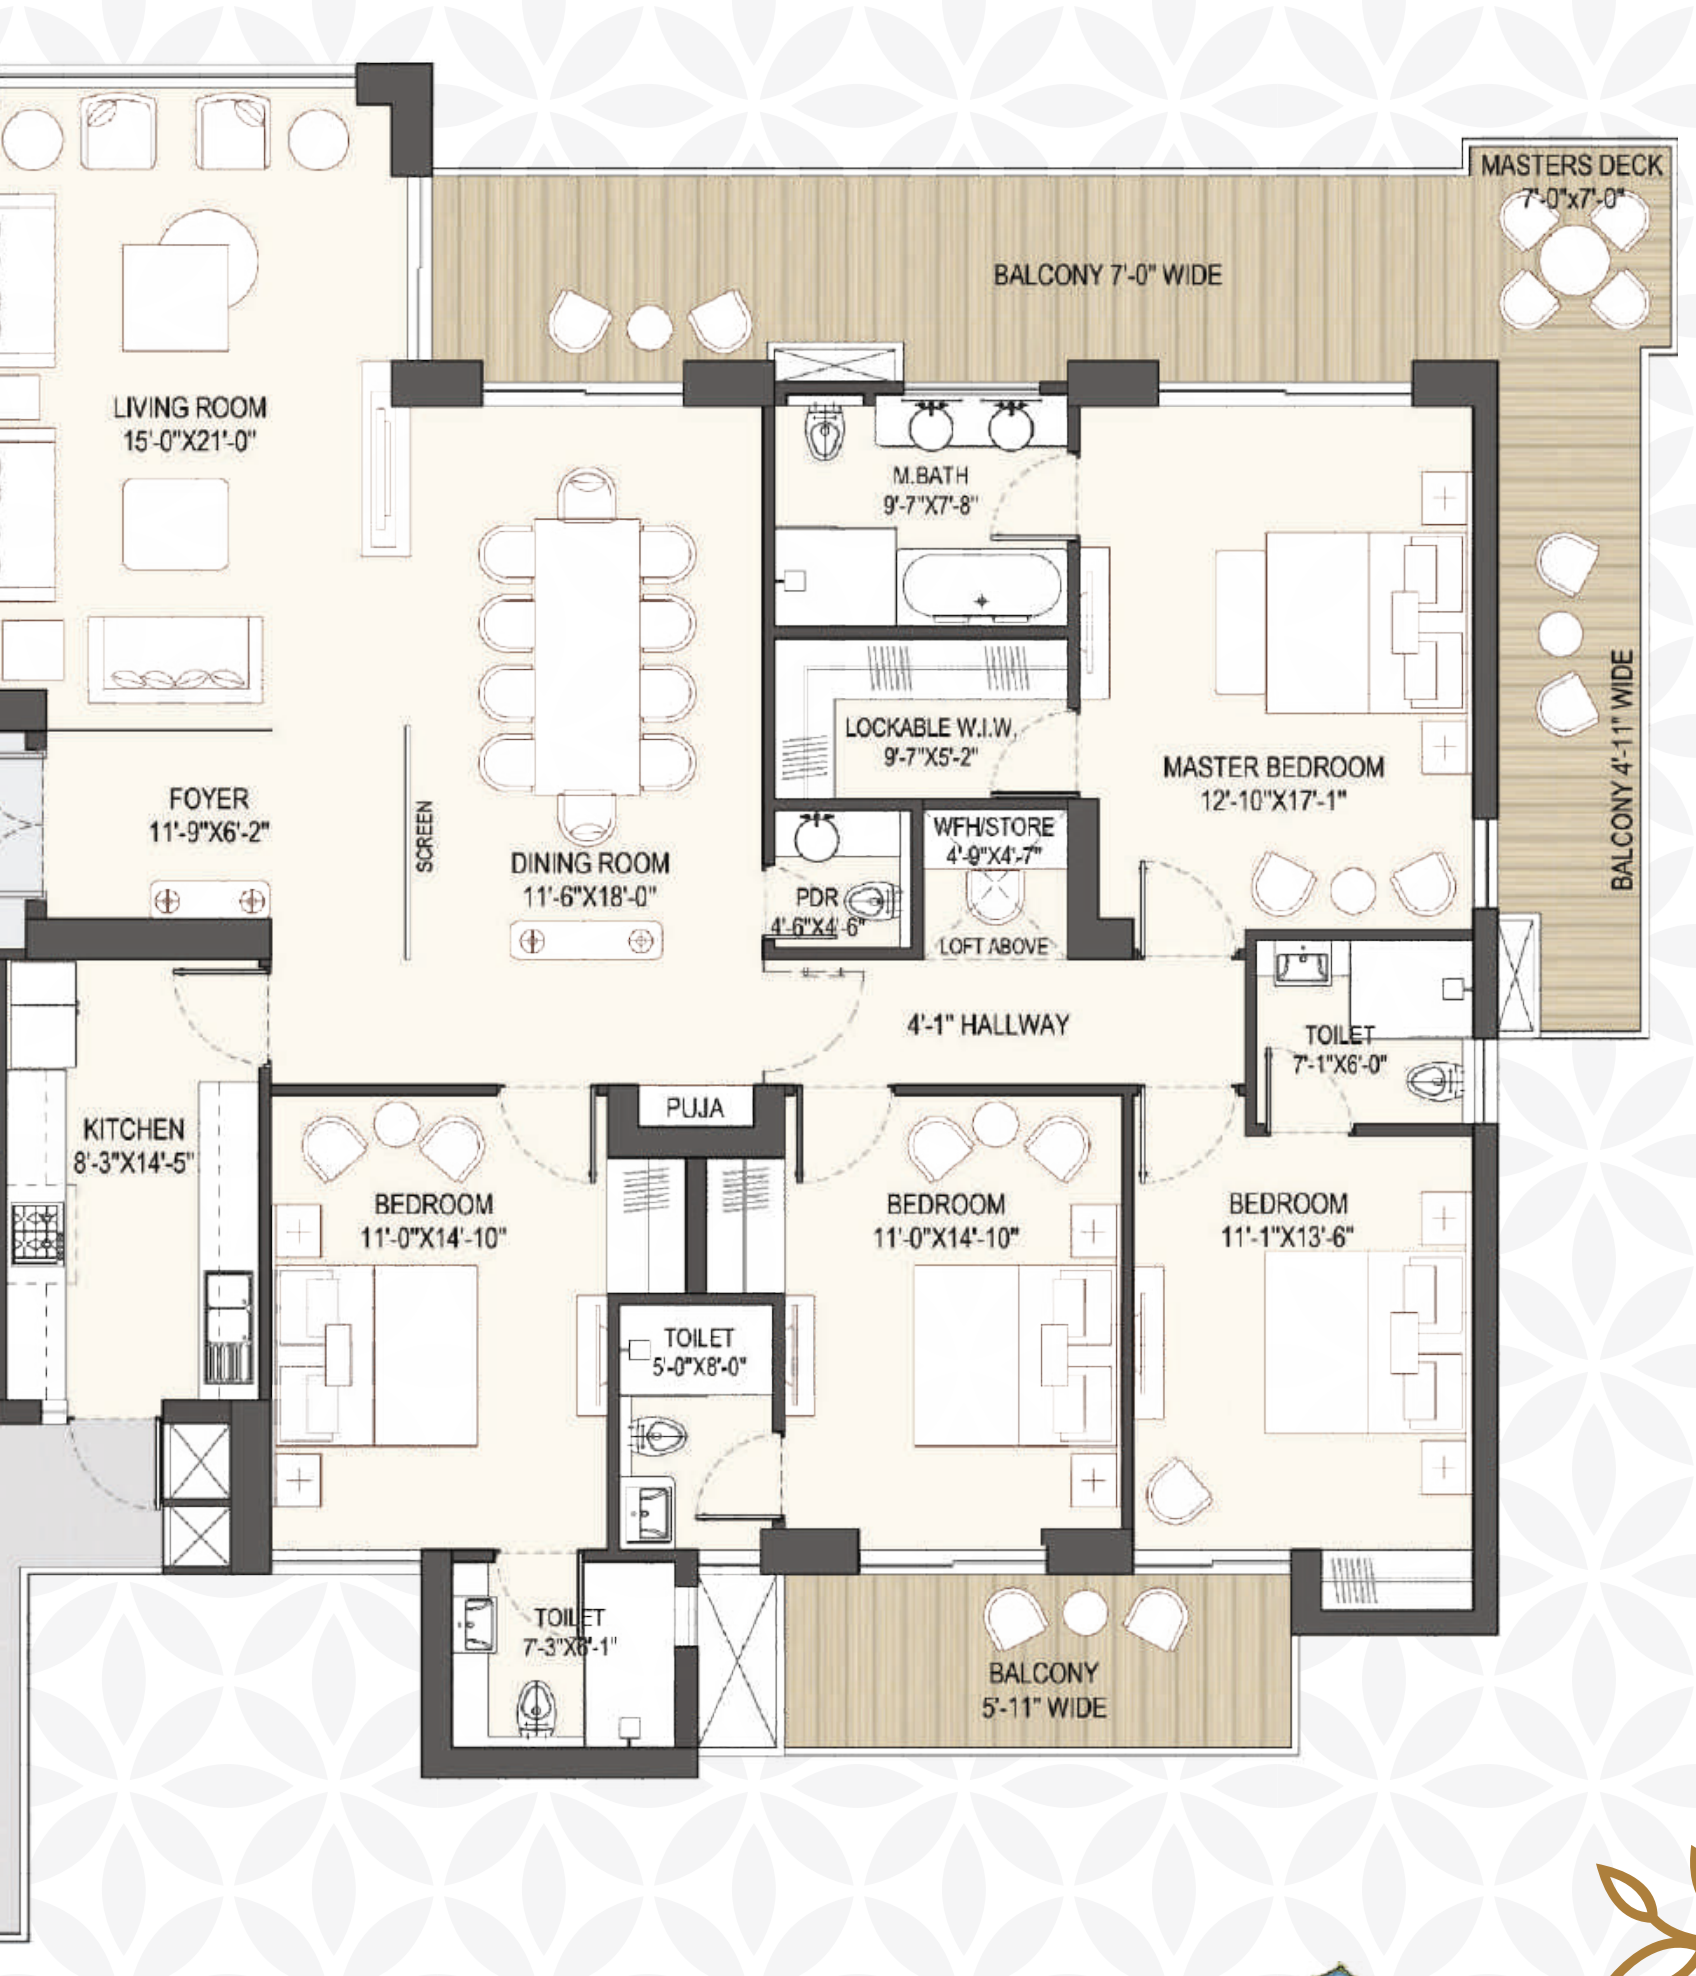 MASTERS DECK
7'-0"x7'-0"
BALCONY 7'-0" WIDE
LIVING ROOM
15'-0"X21'-0"
M.BATH
9'-7"X7'-8"
LOCKABLE W.I.W.
9'-7"X5'-2"
MASTER BEDROOM
12'-10"X17'-1"
BALCONY 4'-11" WIDE
FOYER
11'-9"X6'-2"
SCREEN
DINING ROOM
11'-6"X18'-0"
WFH/STORE
4'-9"X4'-7"
PDR
4'-6"X4'-6"
LOFT ABOVE
4'-1" HALLWAY
TOILET
7'-1"X6'-0"
PUJA
KITCHEN
8'-3"X14'-5"
BEDROOM
11'-0"X14'-10"
BEDROOM
11'-0"X14'-10"
BEDROOM
11'-1"X13'-6"
TOILET
5'-0"X8'-0"
TOILET
7'-3"X6'-1"
BALCONY
5'-11" WIDE